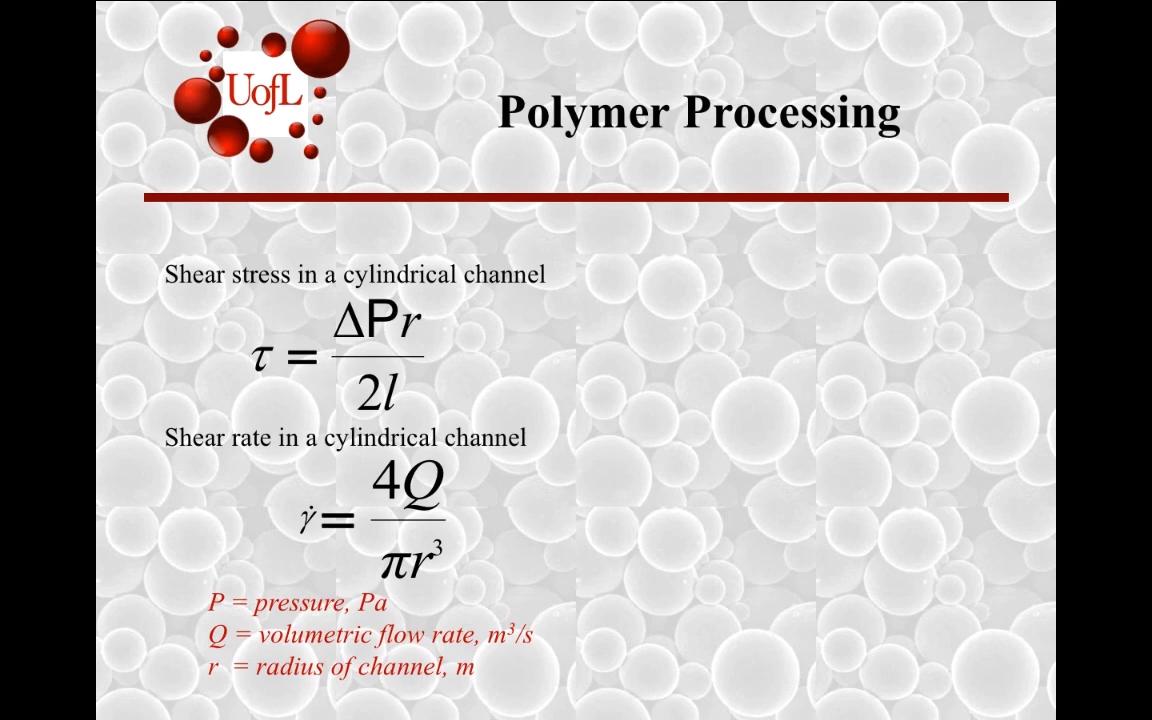 UofL
Polymer Processing
Shear stress in a cylindrical channel
τ = ΔPr / 2l
Shear rate in a cylindrical channel
γ̇ = 4Q / πr³
P = pressure, Pa
Q = volumetric flow rate, m³/s
r = radius of channel, m